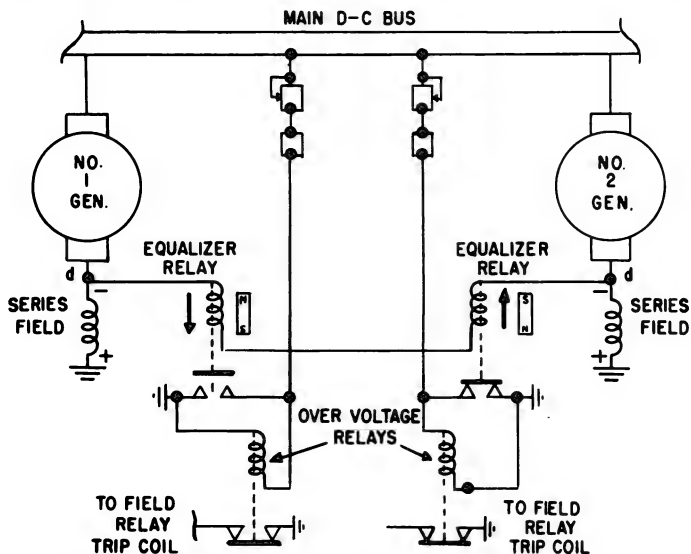 MAIN D-C BUS
NO.
1
GEN.
NO.
2
GEN.
d
EQUALIZER
RELAY
EQUALIZER
RELAY
d
−
−
SERIES
FIELD
N
S
S
N
SERIES
FIELD
+
+
OVER VOLTAGE
RELAYS
TO FIELD
RELAY
TRIP COIL
TO FIELD
RELAY
TRIP COIL